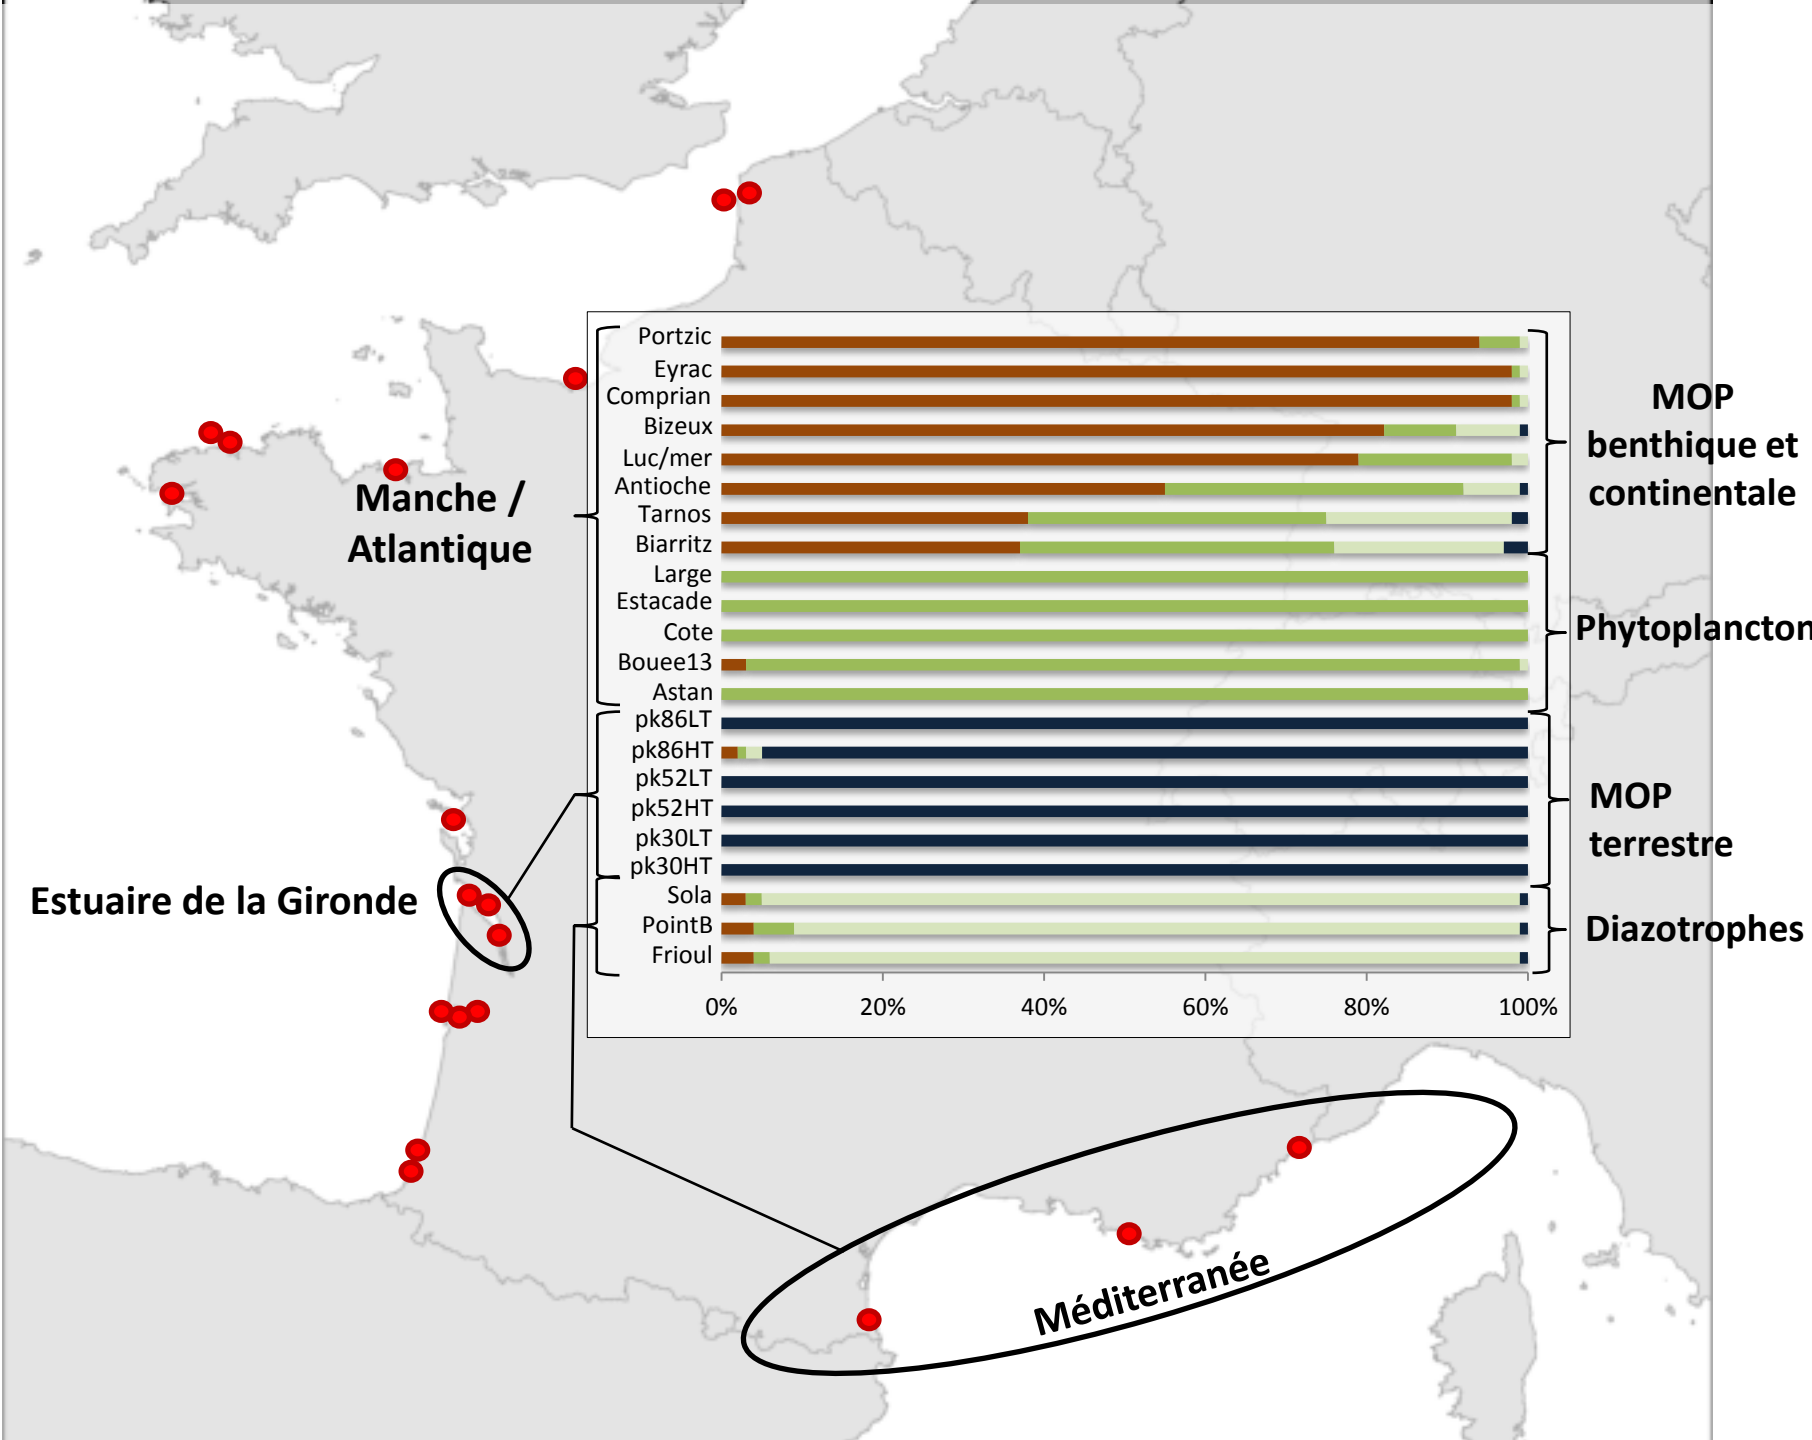 Portzic
Eyrac
Comprian
Bizeux
Luc/mer
Antioche
Tarnos
Biarritz
Large
Estacade
Cote
Bouee13
Astan
pk86LT
pk86HT
pk52LT
pk52HT
pk30LT
pk30HT
Sola
PointB
Frioul
0% 20% 40% 60% 80% 100%
Manche /
Atlantique
Estuaire de la Gironde
Méditerranée
MOP
benthique et
continentale
Phytoplancton
MOP
terrestre
Diazotrophes